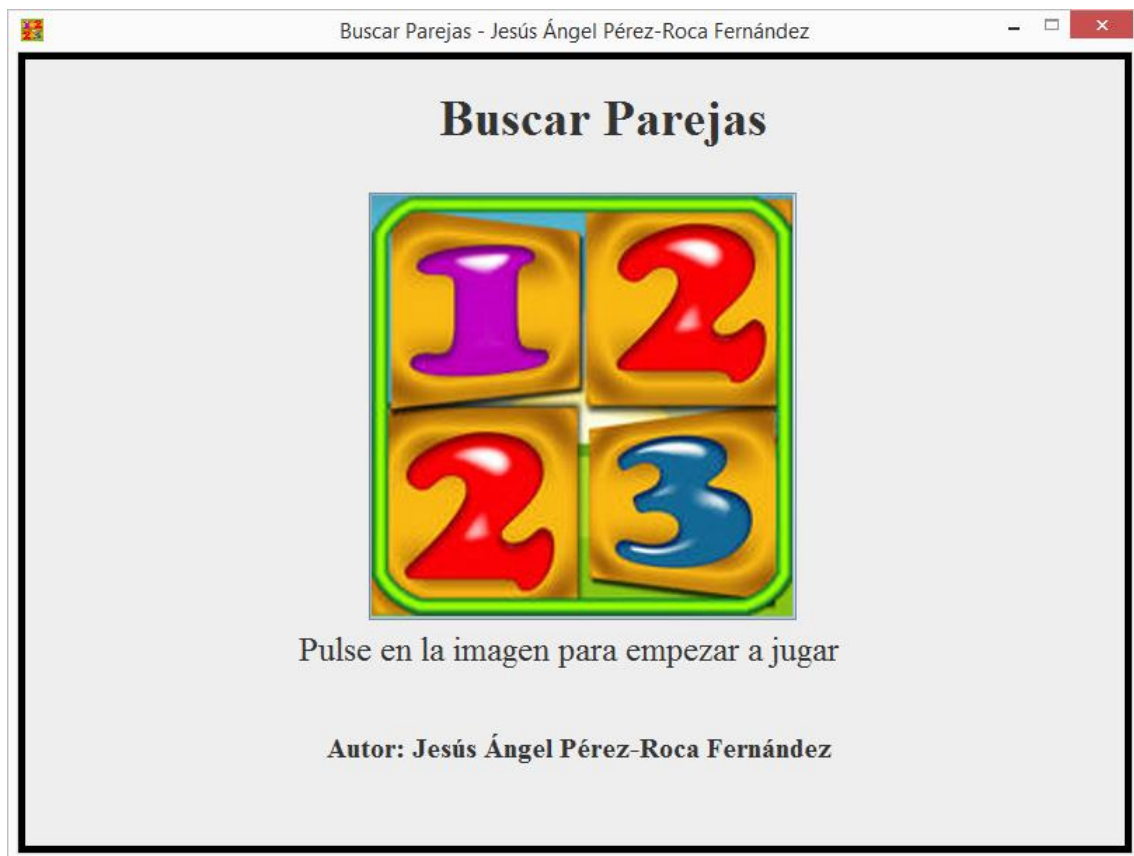 Buscar Parejas - Jesús Ángel Pérez-Roca Fernández
Buscar Parejas
1 2
2 3
Pulse en la imagen para empezar a jugar
Autor: Jesús Ángel Pérez-Roca Fernández